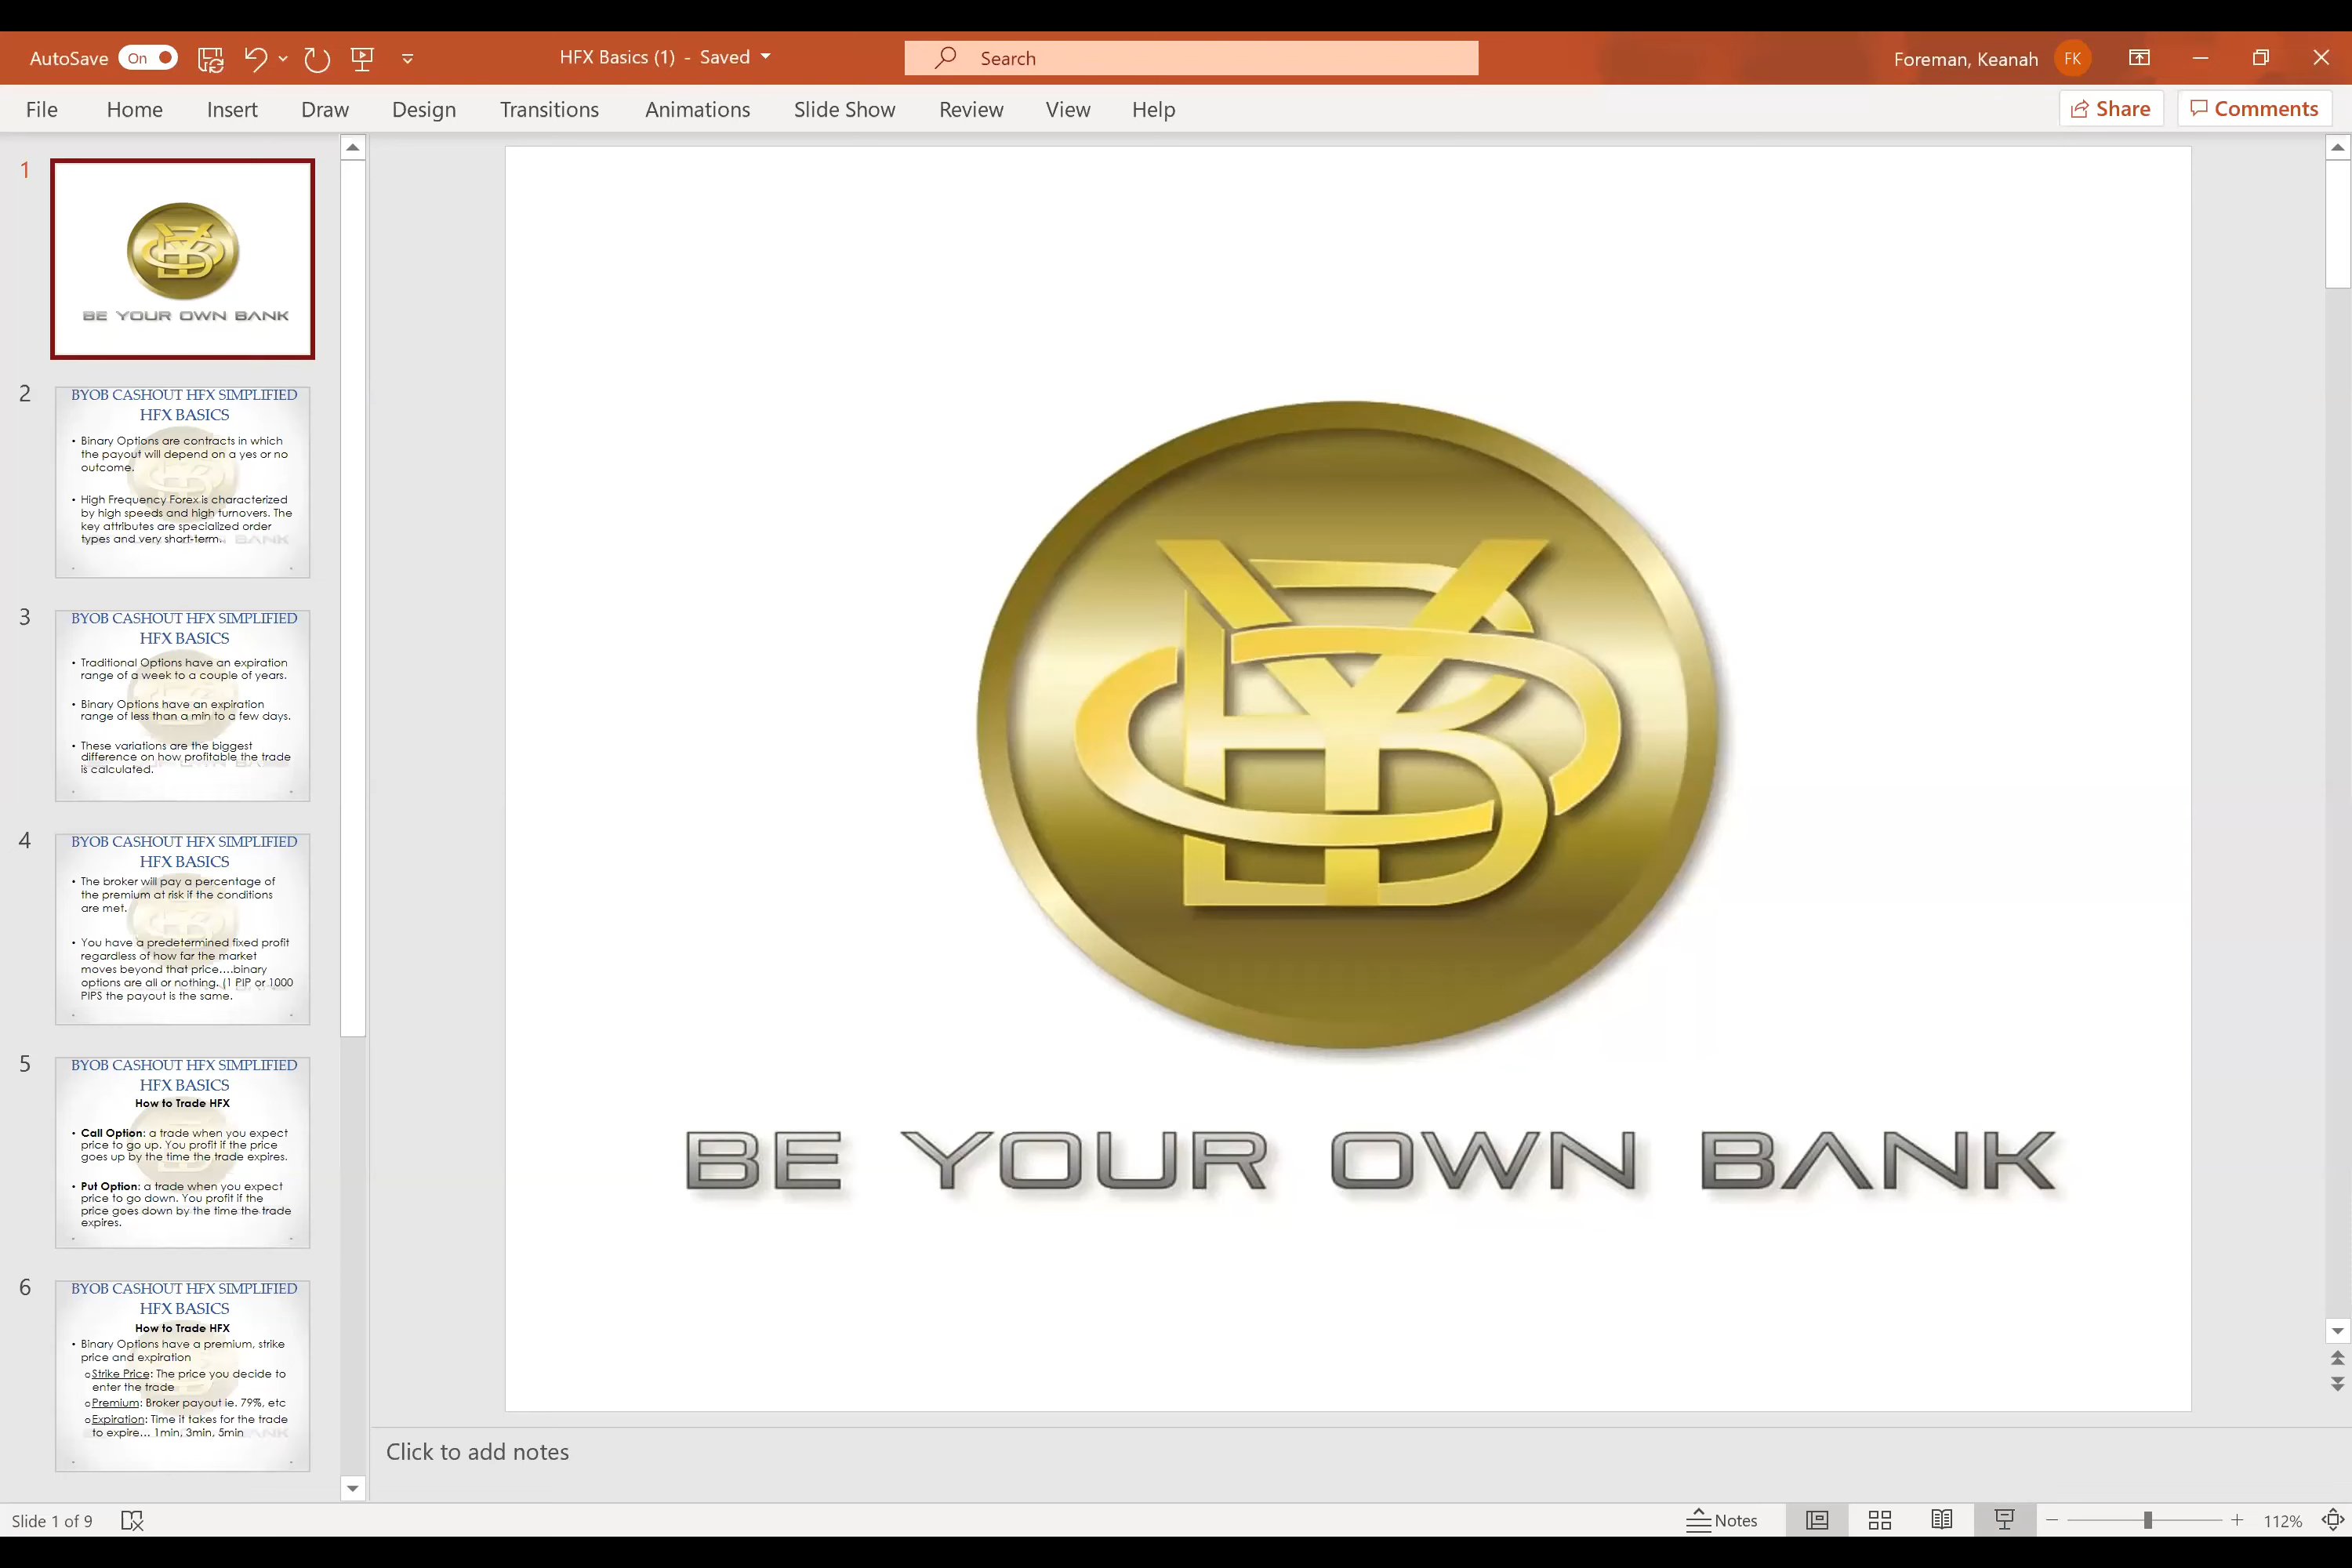 AutoSave On
HFX Basics (1) - Saved
Search
Foreman, Keanah FK
File Home Insert Draw Design Transitions Animations Slide Show Review View Help
Share Comments
1
BE YOUR OWN BANK
2
BYOB CASHOUT HFX SIMPLIFIED
HFX BASICS
• Binary Options are contracts in which
the payout will depend on a yes or no
outcome.
• High Frequency Forex is characterized
by high speeds and high turnovers. The
key attributes are specialized order
types and very short-term.
3
BYOB CASHOUT HFX SIMPLIFIED
HFX BASICS
• Traditional Options have an expiration
range of a week to a couple of years.
• Binary Options have an expiration
range of less than a min to a few days.
• These variations are the biggest
difference on how profitable the trade
is calculated.
4
BYOB CASHOUT HFX SIMPLIFIED
HFX BASICS
• The broker will pay a percentage of
the premium at risk if the conditions
are met.
• You have a predetermined fixed profit
regardless of how far the market
moves beyond that price....binary
options are all or nothing. (1 PIP or 1000
PIPS the payout is the same.
5
BYOB CASHOUT HFX SIMPLIFIED
HFX BASICS
How to Trade HFX
• Call Option: a trade when you expect
price to go up. You profit if the price
goes up by the time the trade expires.
• Put Option: a trade when you expect
price to go down. You profit if the
price goes down by the time the trade
expires.
6
BYOB CASHOUT HFX SIMPLIFIED
HFX BASICS
How to Trade HFX
• Binary Options have a premium, strike
price and expiration
o Strike Price: The price you decide to
enter the trade
o Premium: Broker payout ie. 79%, etc
o Expiration: Time it takes for the trade
to expire... 1min, 3min, 5min
BYOB
BE YOUR OWN BANK
Click to add notes
Slide 1 of 9
Notes
112%